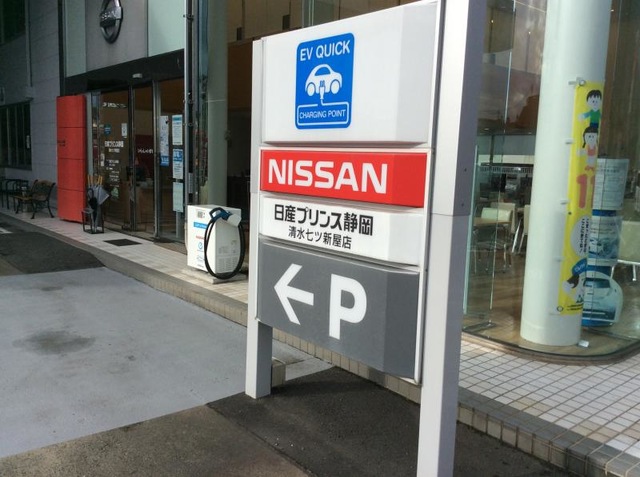 EV QUICK
CHARGING POINT
NISSAN
日産プリンス静岡
清水七ツ新屋店
← P
NISSAN